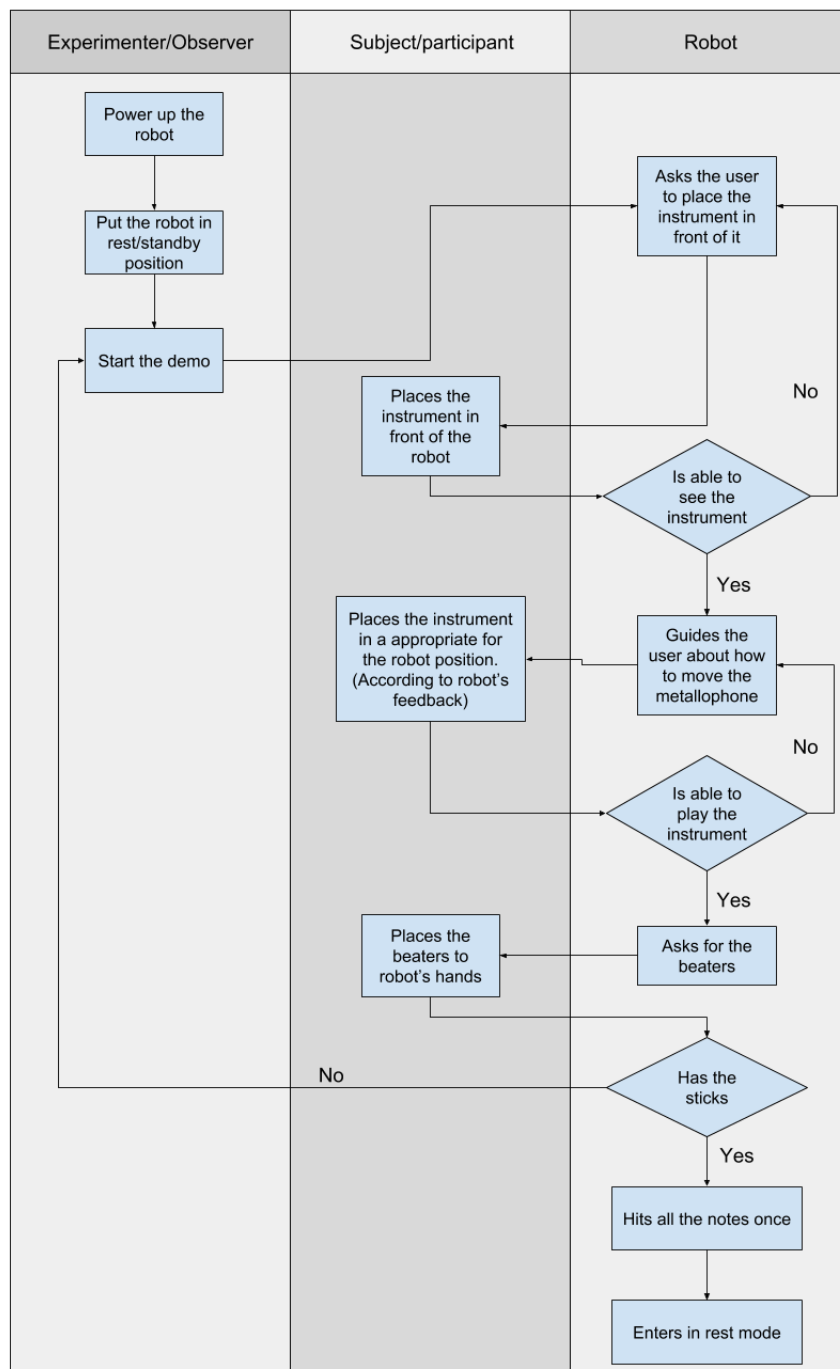 Experimenter/Observer
Subject/participant
Robot
Power up the
robot
Asks the user
to place the
instrument in
front of it
Put the robot in
rest/standby
position
Start the demo
Places the
instrument in
front of the
robot
No
Is able to
see the
instrument
Yes
Places the instrument
in a appropriate for
the robot position.
(According to robot's
feedback)
Guides the
user about how
to move the
metallophone
No
Is able to
play the
instrument
Yes
Places the
beaters to
robot's hands
Asks for the
beaters
No
Has the
sticks
Yes
Hits all the notes once
Enters in rest mode